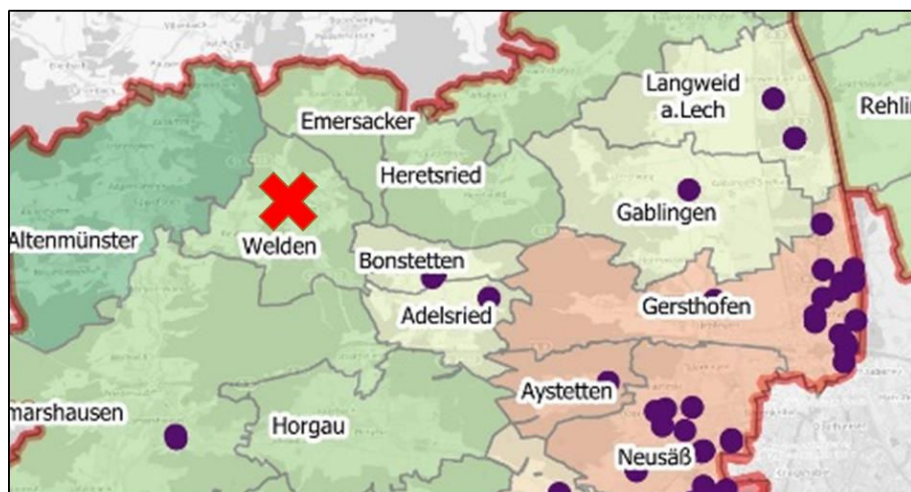 Langweid
a.Lech
Rehli
Emersacker
Heretsried
Gablingen
Altenmünster
Welden
Bonstetten
Adelsried
Gersthofen
Aystetten
marshausen
Horgau
Neusäß